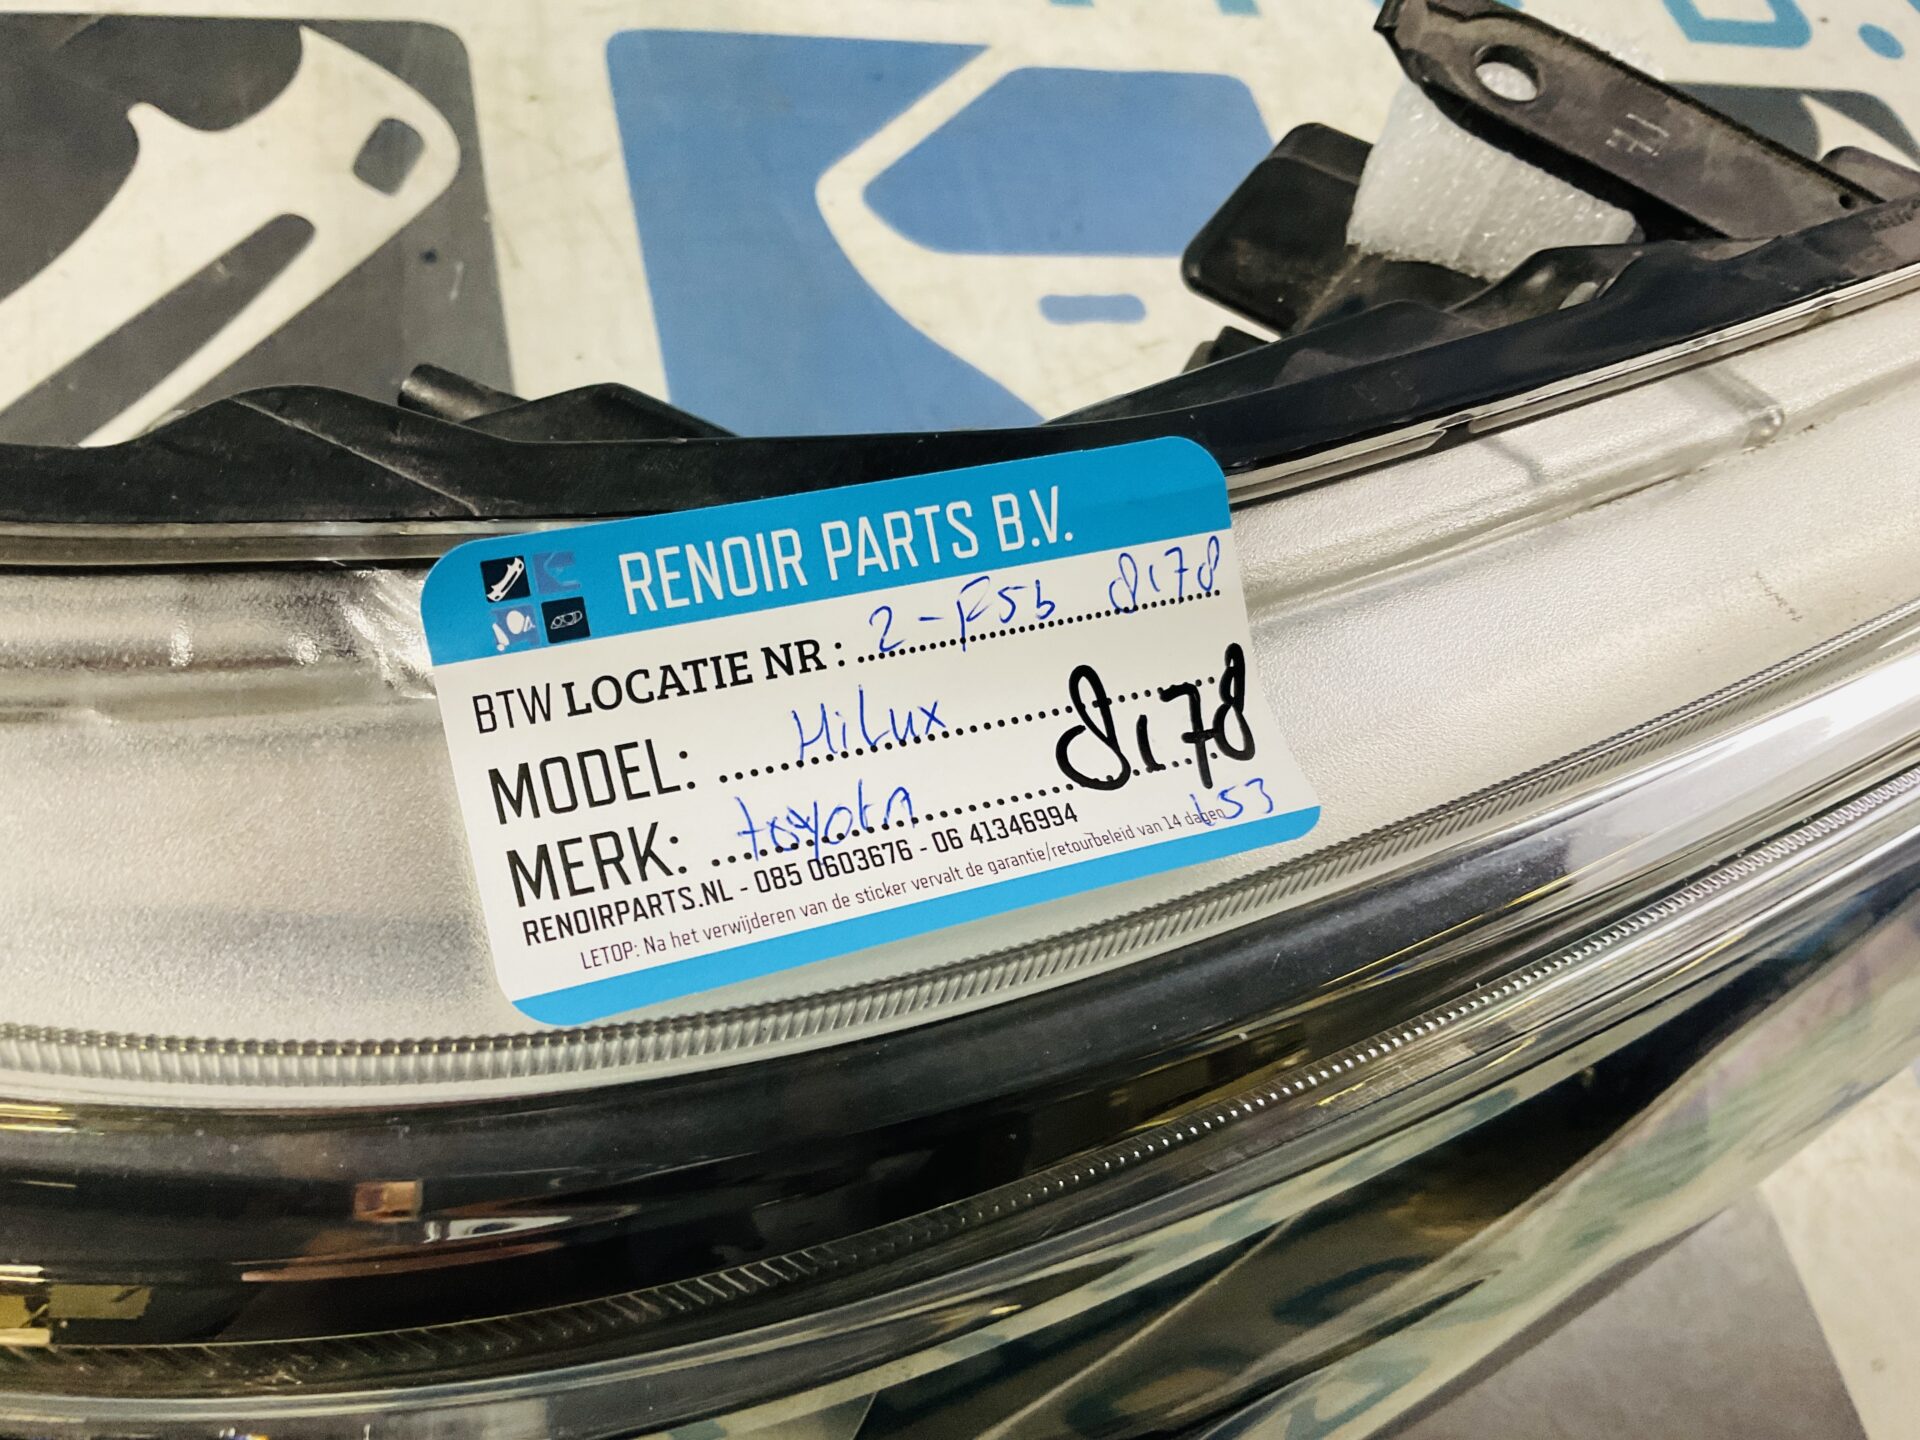 RENOIR PARTS B.V.
BTW LOCATIE NR: 2-F5b 8178
MODEL: HiLux
8178
MERK: toyota
153
RENOIRPARTS.NL - 085 0603676 - 06 41346994
LETOP: Na het verwijderen van de sticker vervalt de garantie/retourbeleid van 14 dagen